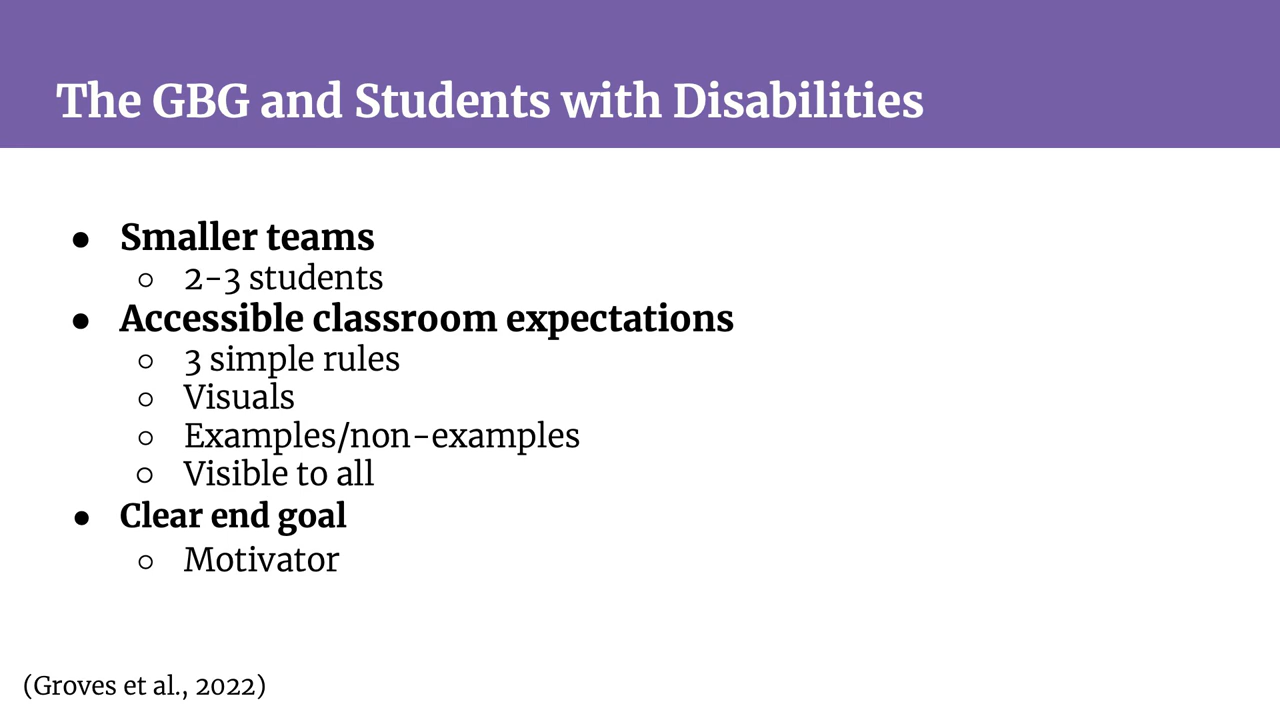 The GBG and Students with Disabilities
● Smaller teams
○ 2-3 students
● Accessible classroom expectations
○ 3 simple rules
○ Visuals
○ Examples/non-examples
○ Visible to all
● Clear end goal
○ Motivator
(Groves et al., 2022)